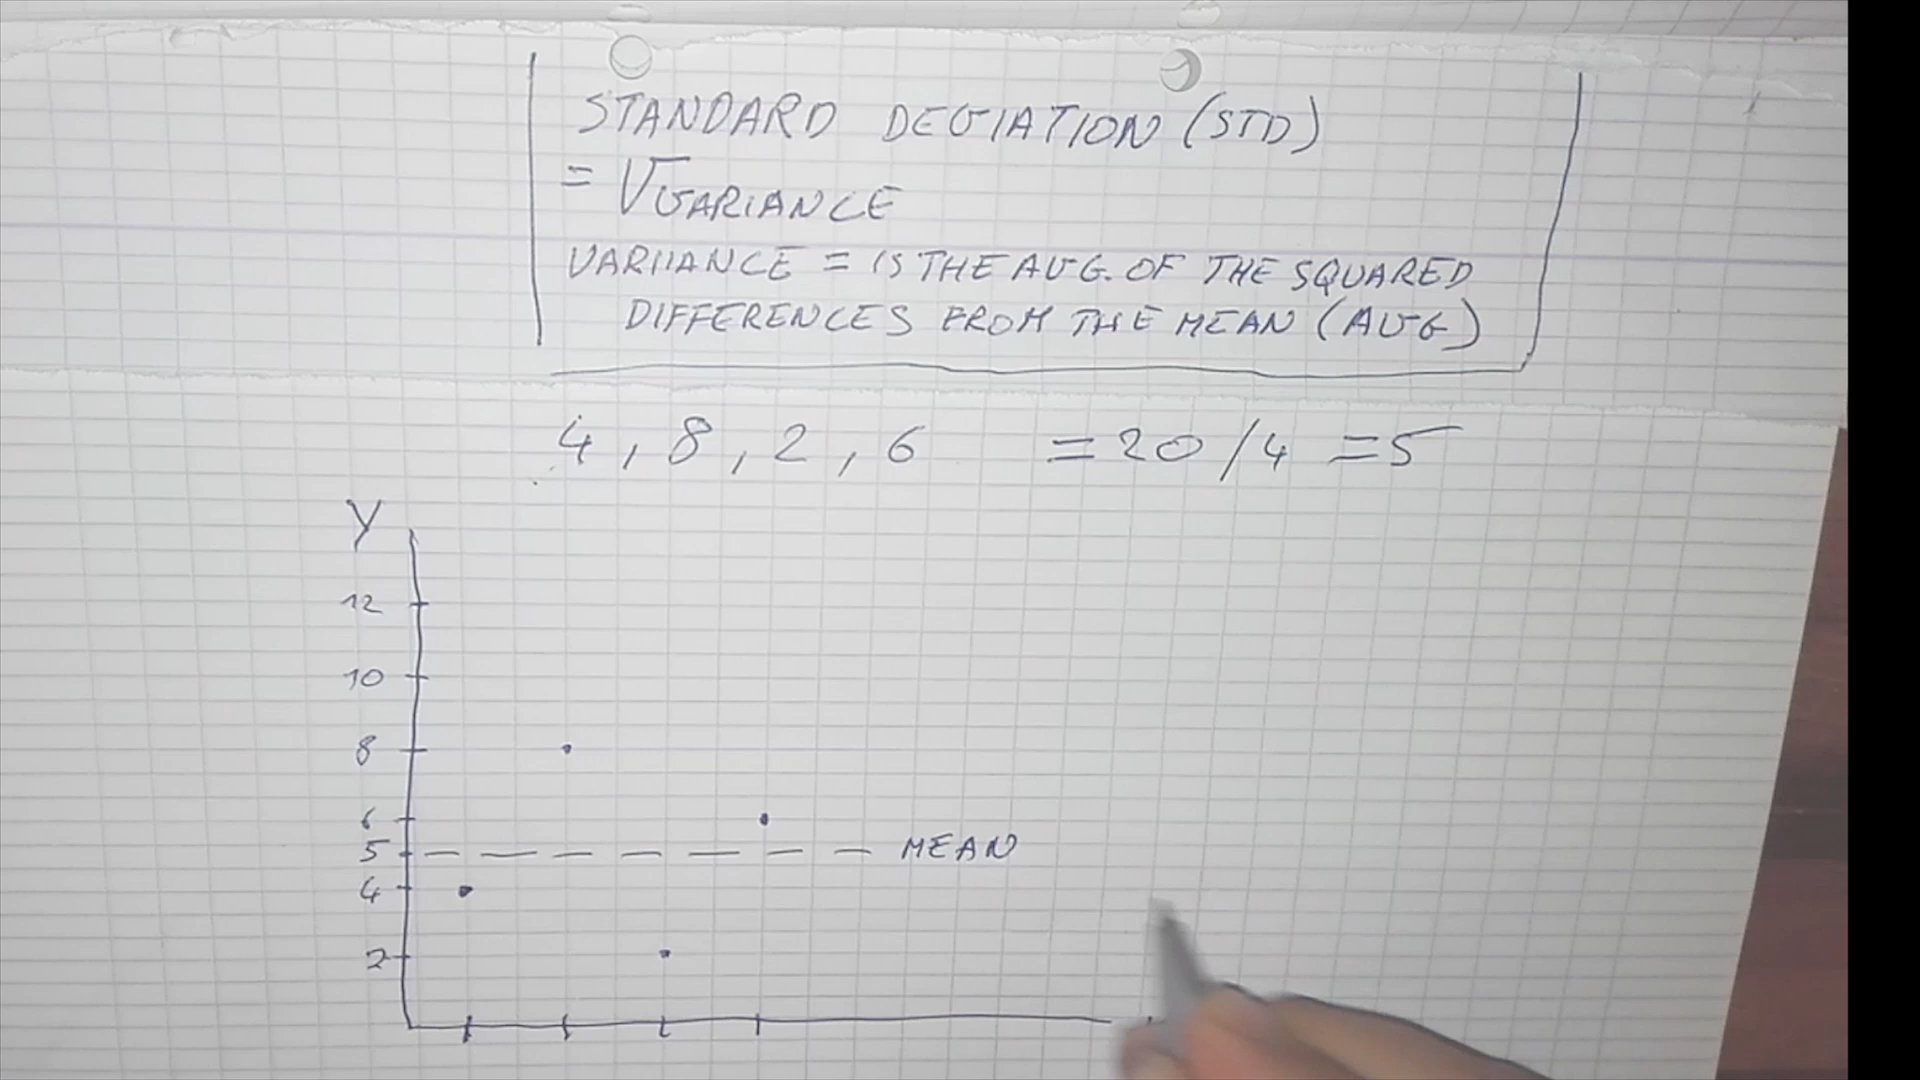 STANDARD DEVIATION (STD)
= √VARIANCE
VARIIANCE = IS THE AVG. OF THE SQUARED
DIFFERENCES FROM THE MEAN (AVG)
4 , 8 , 2 , 6 = 20 / 4 = 5
Y
12
10
8
6
5 MEAN
4
2